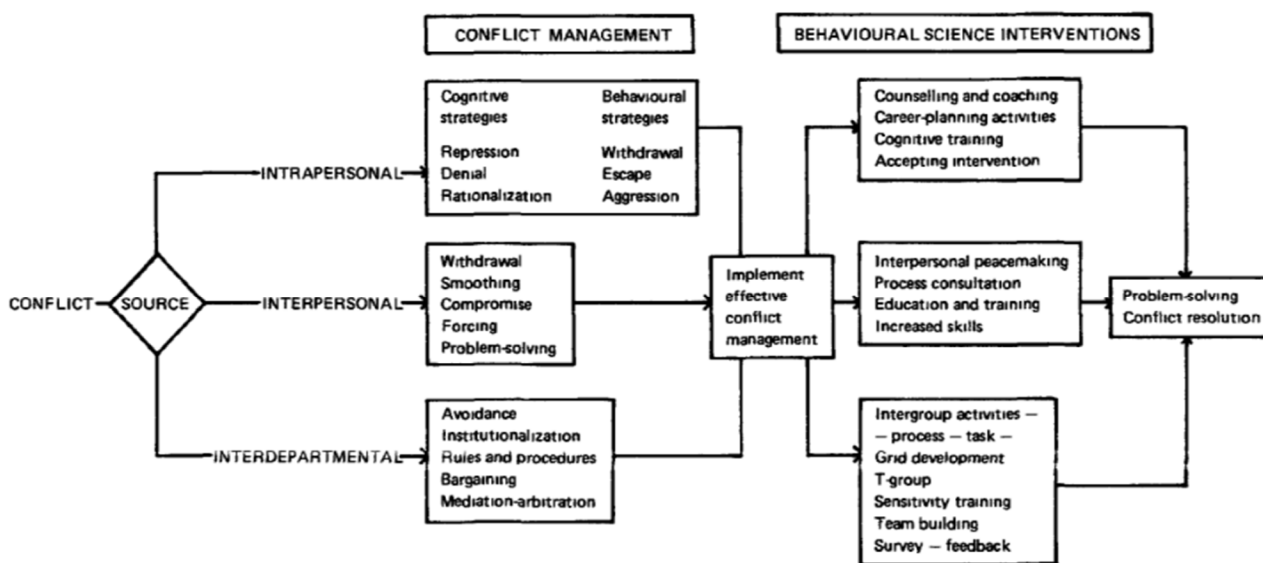 CONFLICT MANAGEMENT
BEHAVIOURAL SCIENCE INTERVENTIONS
CONFLICT
SOURCE
INTRAPERSONAL
Cognitive
strategies
Repression
Denial
Rationalization
Behavioural
strategies
Withdrawal
Escape
Aggression
INTERPERSONAL
Withdrawal
Smoothing
Compromise
Forcing
Problem-solving
INTERDEPARTMENTAL
Avoidance
Institutionalization
Rules and procedures
Bargaining
Mediation-arbitration
Implement
effective
conflict
management
Counselling and coaching
Career-planning activities
Cognitive training
Accepting intervention
Interpersonal peacemaking
Process consultation
Education and training
Increased skills
Intergroup activities —
— process — task —
Grid development
T-group
Sensitivity training
Team building
Survey — feedback
Problem-solving
Conflict resolution